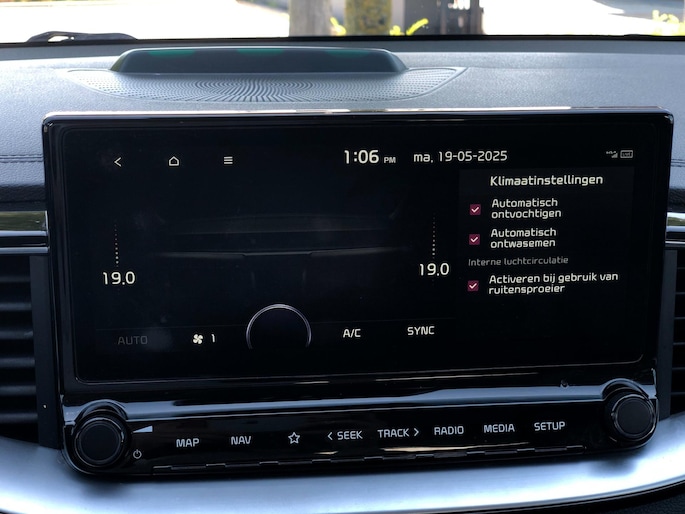 1:06 PM ma, 19-05-2025
LIVE
Klimaatinstellingen
Automatisch
ontvochtigen
Automatisch
ontwasemen
Interne luchtcirculatie
Activeren bij gebruik van
ruitensproeier
19.0
19.0
AUTO 1 A/C SYNC
MAP NAV < SEEK TRACK > RADIO MEDIA SETUP